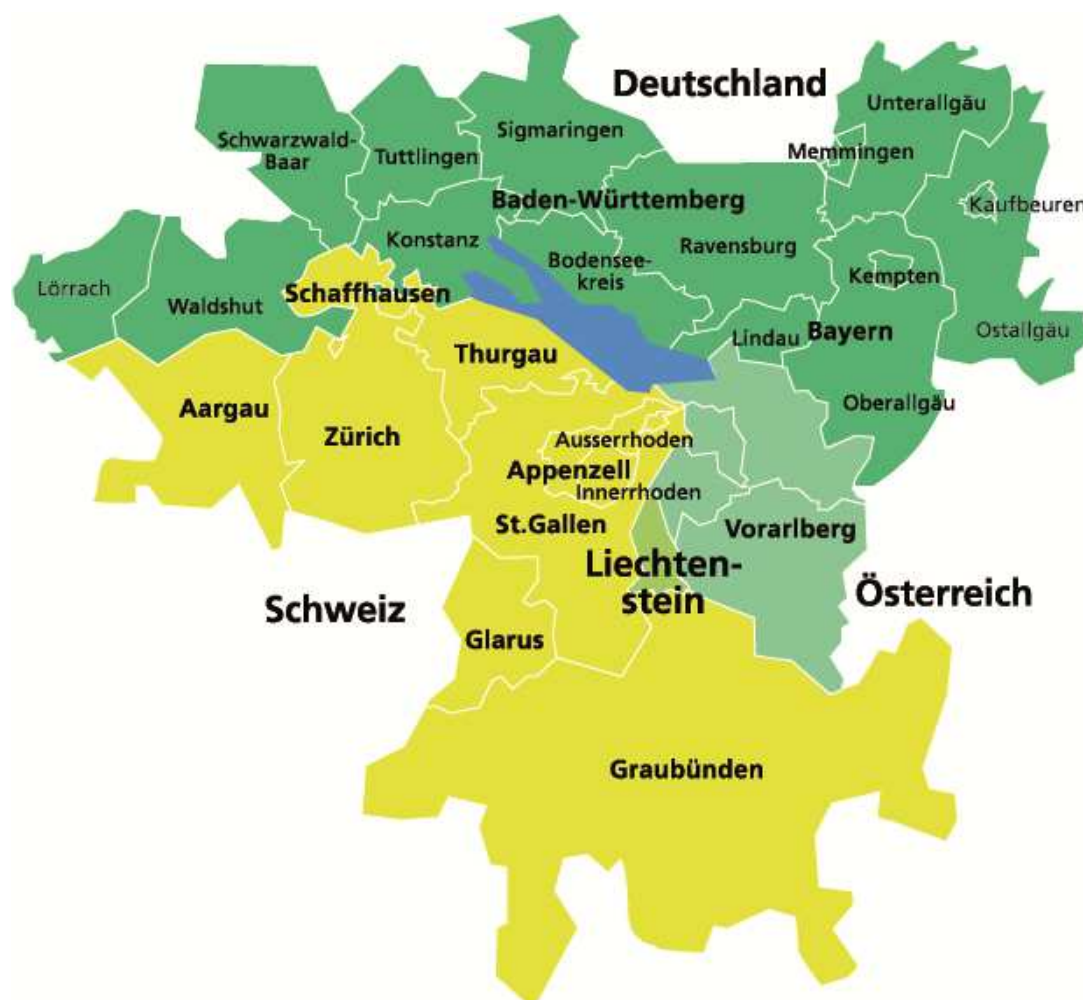 Deutschland
Unterallgäu
Sigmaringen
Schwarzwald-
Baar
Tuttlingen
Memmingen
Baden-Württemberg
Kaufbeuren
Konstanz
Ravensburg
Bodensee-
kreis
Kempten
Lörrach
Waldshut
Schaffhausen
Lindau
Bayern
Ostallgäu
Thurgau
Oberallgäu
Aargau
Zürich
Ausserrhoden
Appenzell
Innerrhoden
St.Gallen
Vorarlberg
Liechten-
stein
Österreich
Schweiz
Glarus
Graubünden